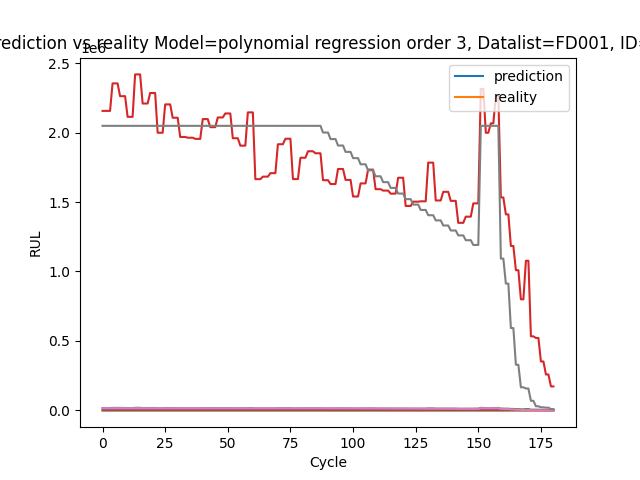 rediction vs reality Model=polynomial regression order 3, Datalist=FD001, ID=
1e6
2.5
2.0
1.5
1.0
0.5
0.0
RUL
prediction
reality
0 25 50 75 100 125 150 175
Cycle